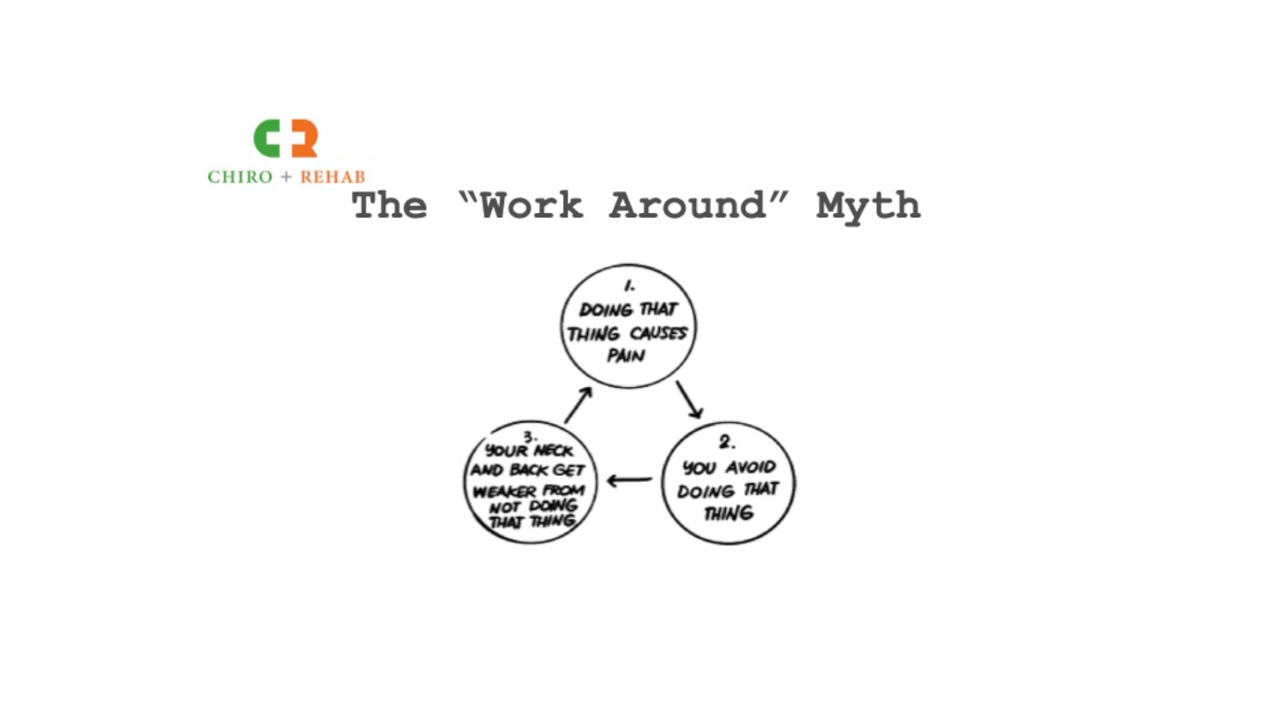 CHIRO + REHAB
The “Work Around” Myth
1.
DOING THAT
THING CAUSES
PAIN
2.
YOU AVOID
DOING THAT
THING
3.
YOUR NECK
AND BACK GET
WEAKER FROM
NOT DOING
THAT THING